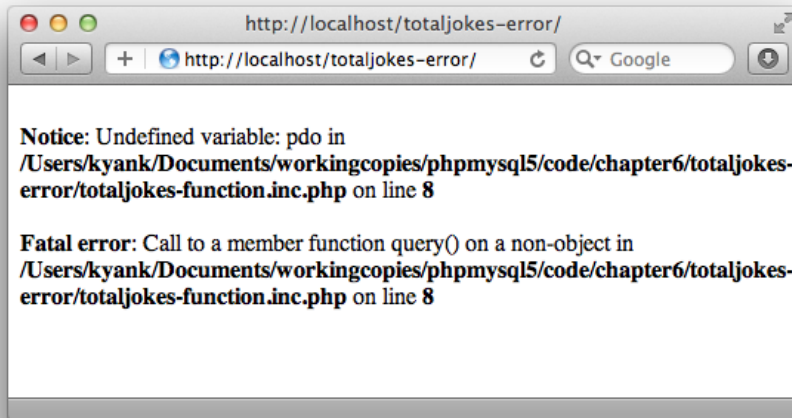 http://localhost/totaljokes-error/
http://localhost/totaljokes-error/
Google
Notice: Undefined variable: pdo in
/Users/kyank/Documents/workingcopies/phpmysql5/code/chapter6/totaljokes-
error/totaljokes-function.inc.php on line 8
Fatal error: Call to a member function query() on a non-object in
/Users/kyank/Documents/workingcopies/phpmysql5/code/chapter6/totaljokes-
error/totaljokes-function.inc.php on line 8